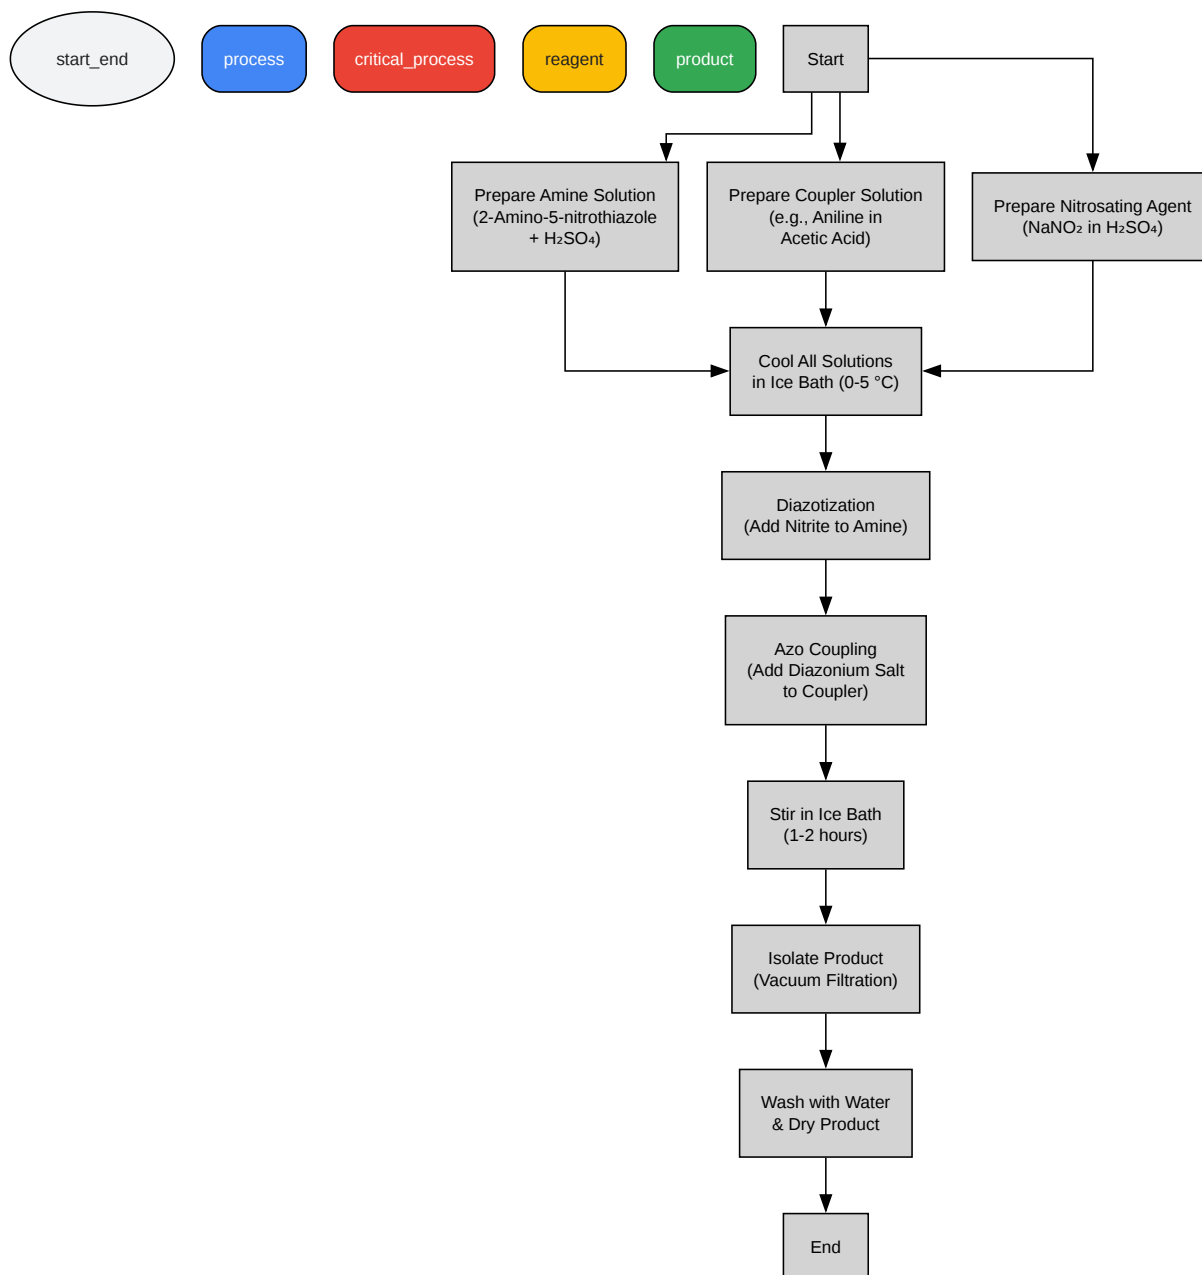 start_end
process
critical_process
reagent
product
Start
Prepare Amine Solution
(2-Amino-5-nitrothiazole
+ H₂SO₄)
Prepare Coupler Solution
(e.g., Aniline in
Acetic Acid)
Prepare Nitrosating Agent
(NaNO₂ in H₂SO₄)
Cool All Solutions
in Ice Bath (0-5 °C)
Diazotization
(Add Nitrite to Amine)
Azo Coupling
(Add Diazonium Salt
to Coupler)
Stir in Ice Bath
(1-2 hours)
Isolate Product
(Vacuum Filtration)
Wash with Water
& Dry Product
End